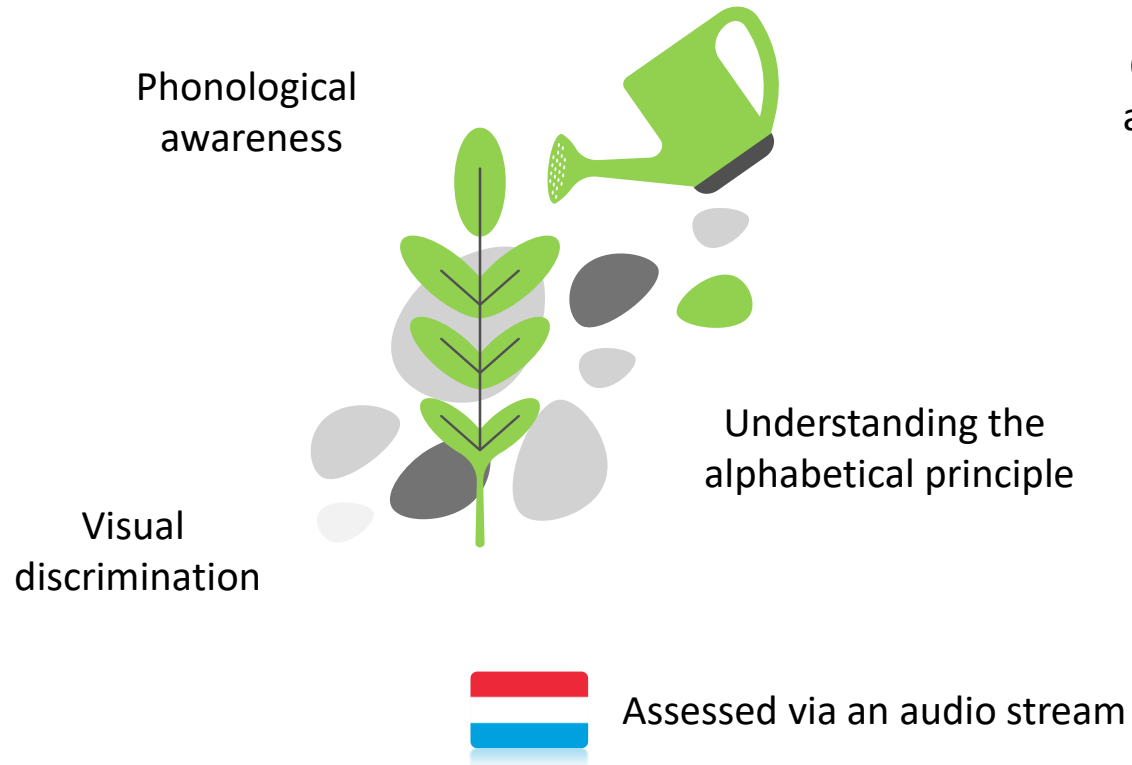 Phonological
awareness
Understanding the
alphabetical principle
Visual
discrimination
Assessed via an audio stream